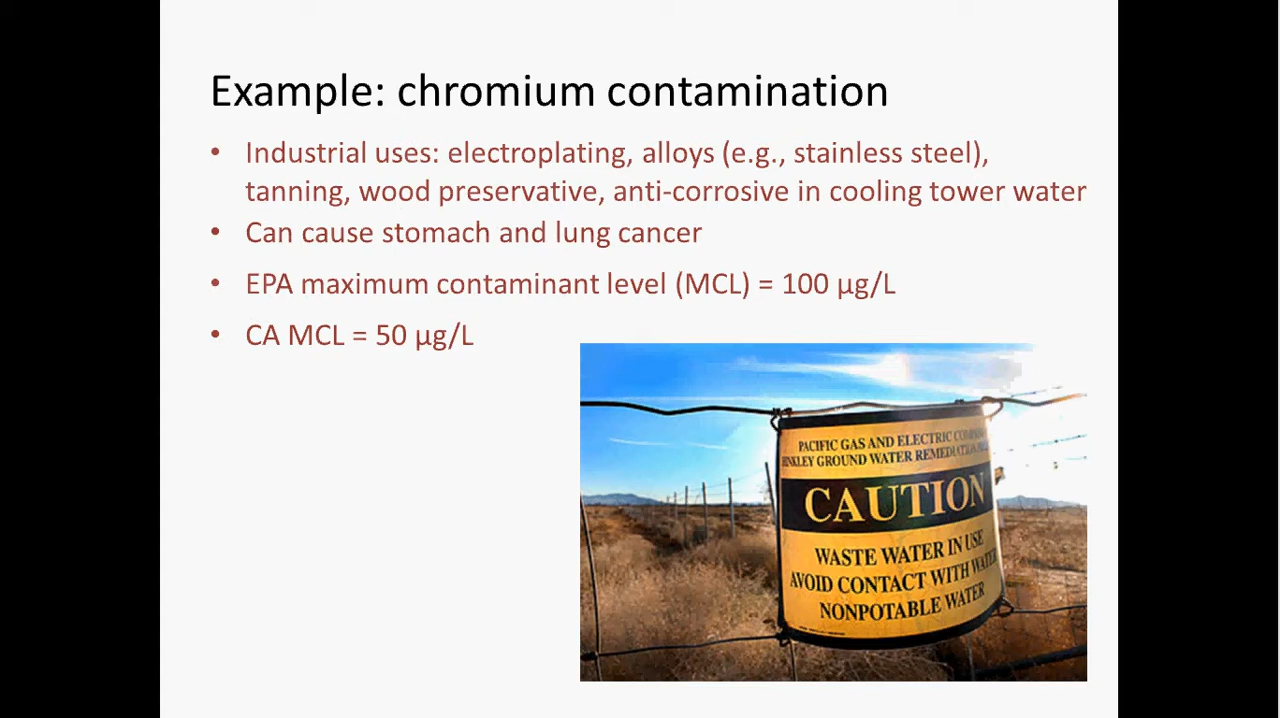 Example: chromium contamination
• Industrial uses: electroplating, alloys (e.g., stainless steel),
tanning, wood preservative, anti-corrosive in cooling tower water
• Can cause stomach and lung cancer
• EPA maximum contaminant level (MCL) = 100 µg/L
• CA MCL = 50 µg/L
PACIFIC GAS AND ELECTRIC
GROUND WATER REMEDIATION
CAUTION
WASTE WATER IN USE
AVOID CONTACT WITH WATER
NONPOTABLE WATER